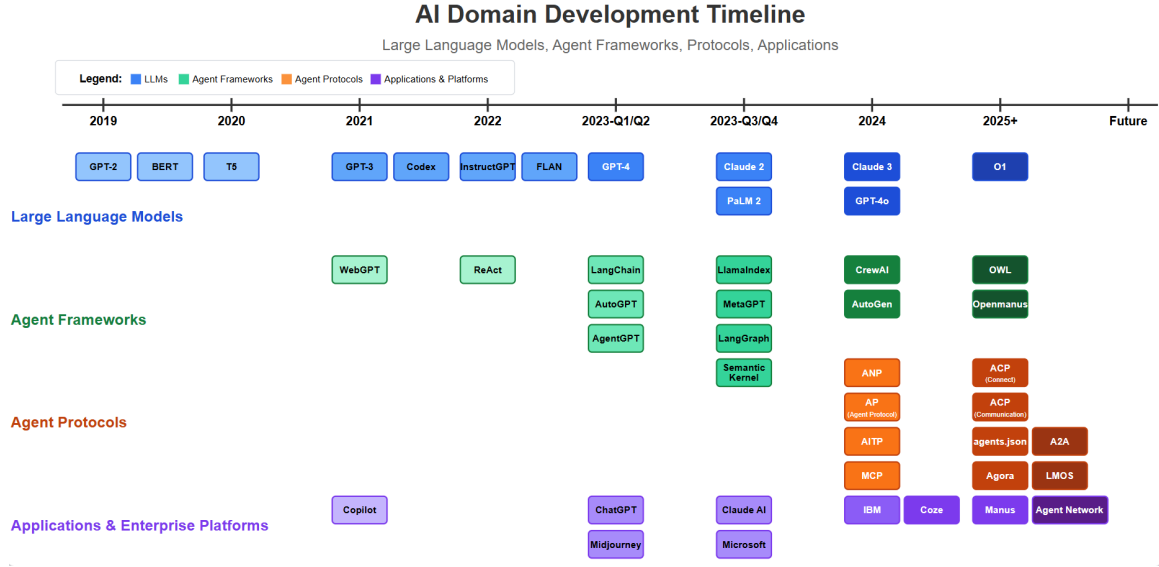 AI Domain Development Timeline
Large Language Models, Agent Frameworks, Protocols, Applications
Legend: LLMs Agent Frameworks Agent Protocols Applications & Platforms
2019 2020 2021 2022 2023-Q1/Q2 2023-Q3/Q4 2024 2025+ Future
GPT-2 BERT T5 GPT-3 Codex InstructGPT FLAN GPT-4 Claude 2 Claude 3 O1
PaLM 2 GPT-4o
Large Language Models
WebGPT ReAct LangChain LlamaIndex CrewAI OWL
AutoGPT MetaGPT AutoGen Openmanus
Agent Frameworks
AgentGPT LangGraph
Semantic
Kernel
ANP ACP
(Connect)
AP ACP
(Agent Protocol) (Communication)
Agent Protocols
AITP agents.json A2A
MCP Agora LMOS
Copilot ChatGPT Claude AI IBM Coze Manus Agent Network
Applications & Enterprise Platforms
Midjourney Microsoft